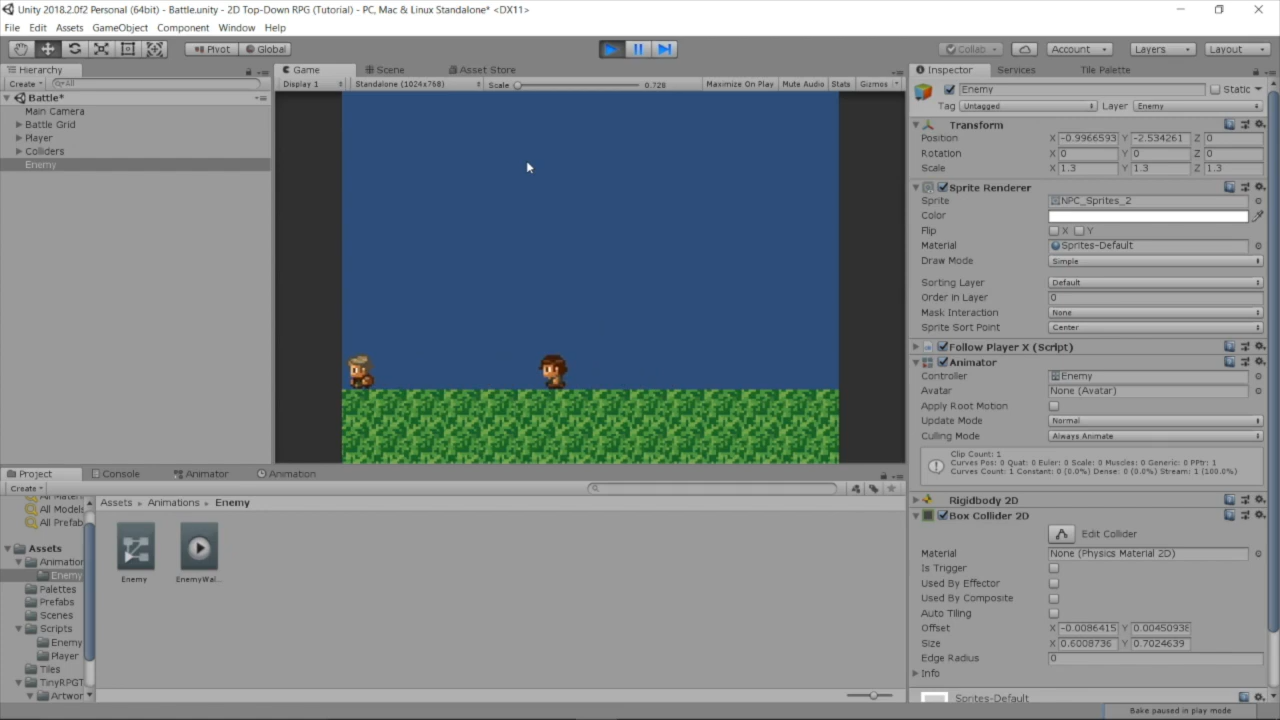 Unity 2018.2.0f2 Personal (64bit) - Battle.unity - 2D Top-Down RPG (Tutorial) - PC, Mac & Linux Standalone* <DX11>
File Edit Assets GameObject Component Window Help
Pivot Global Collab Account Layers Layout
Hierarchy
Create All
Battle*
Main Camera
Battle Grid
Player
Colliders
Enemy
Game Scene Asset Store
Display 1 Standalone (1024x768) Scale 0.728 Maximize On Play Mute Audio Stats Gizmos
Inspector Services Tile Palette
Enemy Static
Tag Untagged Layer Enemy
Transform
Position X -0.9966593 Y -2.534261 Z 0
Rotation X 0 Y 0 Z 0
Scale X 1.3 Y 1.3 Z 1.3
Sprite Renderer
Sprite NPC_Sprites_2
Color
Flip X Y
Material Sprites-Default
Draw Mode Simple
Sorting Layer Default
Order in Layer 0
Mask Interaction None
Sprite Sort Point Center
Follow Player X (Script)
Animator
Controller Enemy
Avatar None (Avatar)
Apply Root Motion
Update Mode Normal
Culling Mode Always Animate
Clip Count: 1
Curves Pos: 0 Quat: 0 Euler: 0 Scale: 0 Muscles: 0 Generic: 0 PPtr: 1
Curves Count: 1 Constant: 0 (0.0%) Dense: 0 (0.0%) Stream: 1 (100.0%)
Rigidbody 2D
Box Collider 2D
Edit Collider
Material None (Physics Material 2D)
Is Trigger
Used By Effector
Used By Composite
Auto Tiling
Offset X -0.0086415 Y 0.00450938
Size X 0.6008736 Y 0.7024639
Edge Radius 0
Info
Sprites-Default
Bake paused in play mode
Project Console Animator Animation
Create
All Models
All Prefab
Assets
Animation
Enemy
Palettes
Prefabs
Scenes
Scripts
Enemy
Player
Tiles
TinyRPGT
Artwor
Assets Animations Enemy
Enemy EnemyWal...